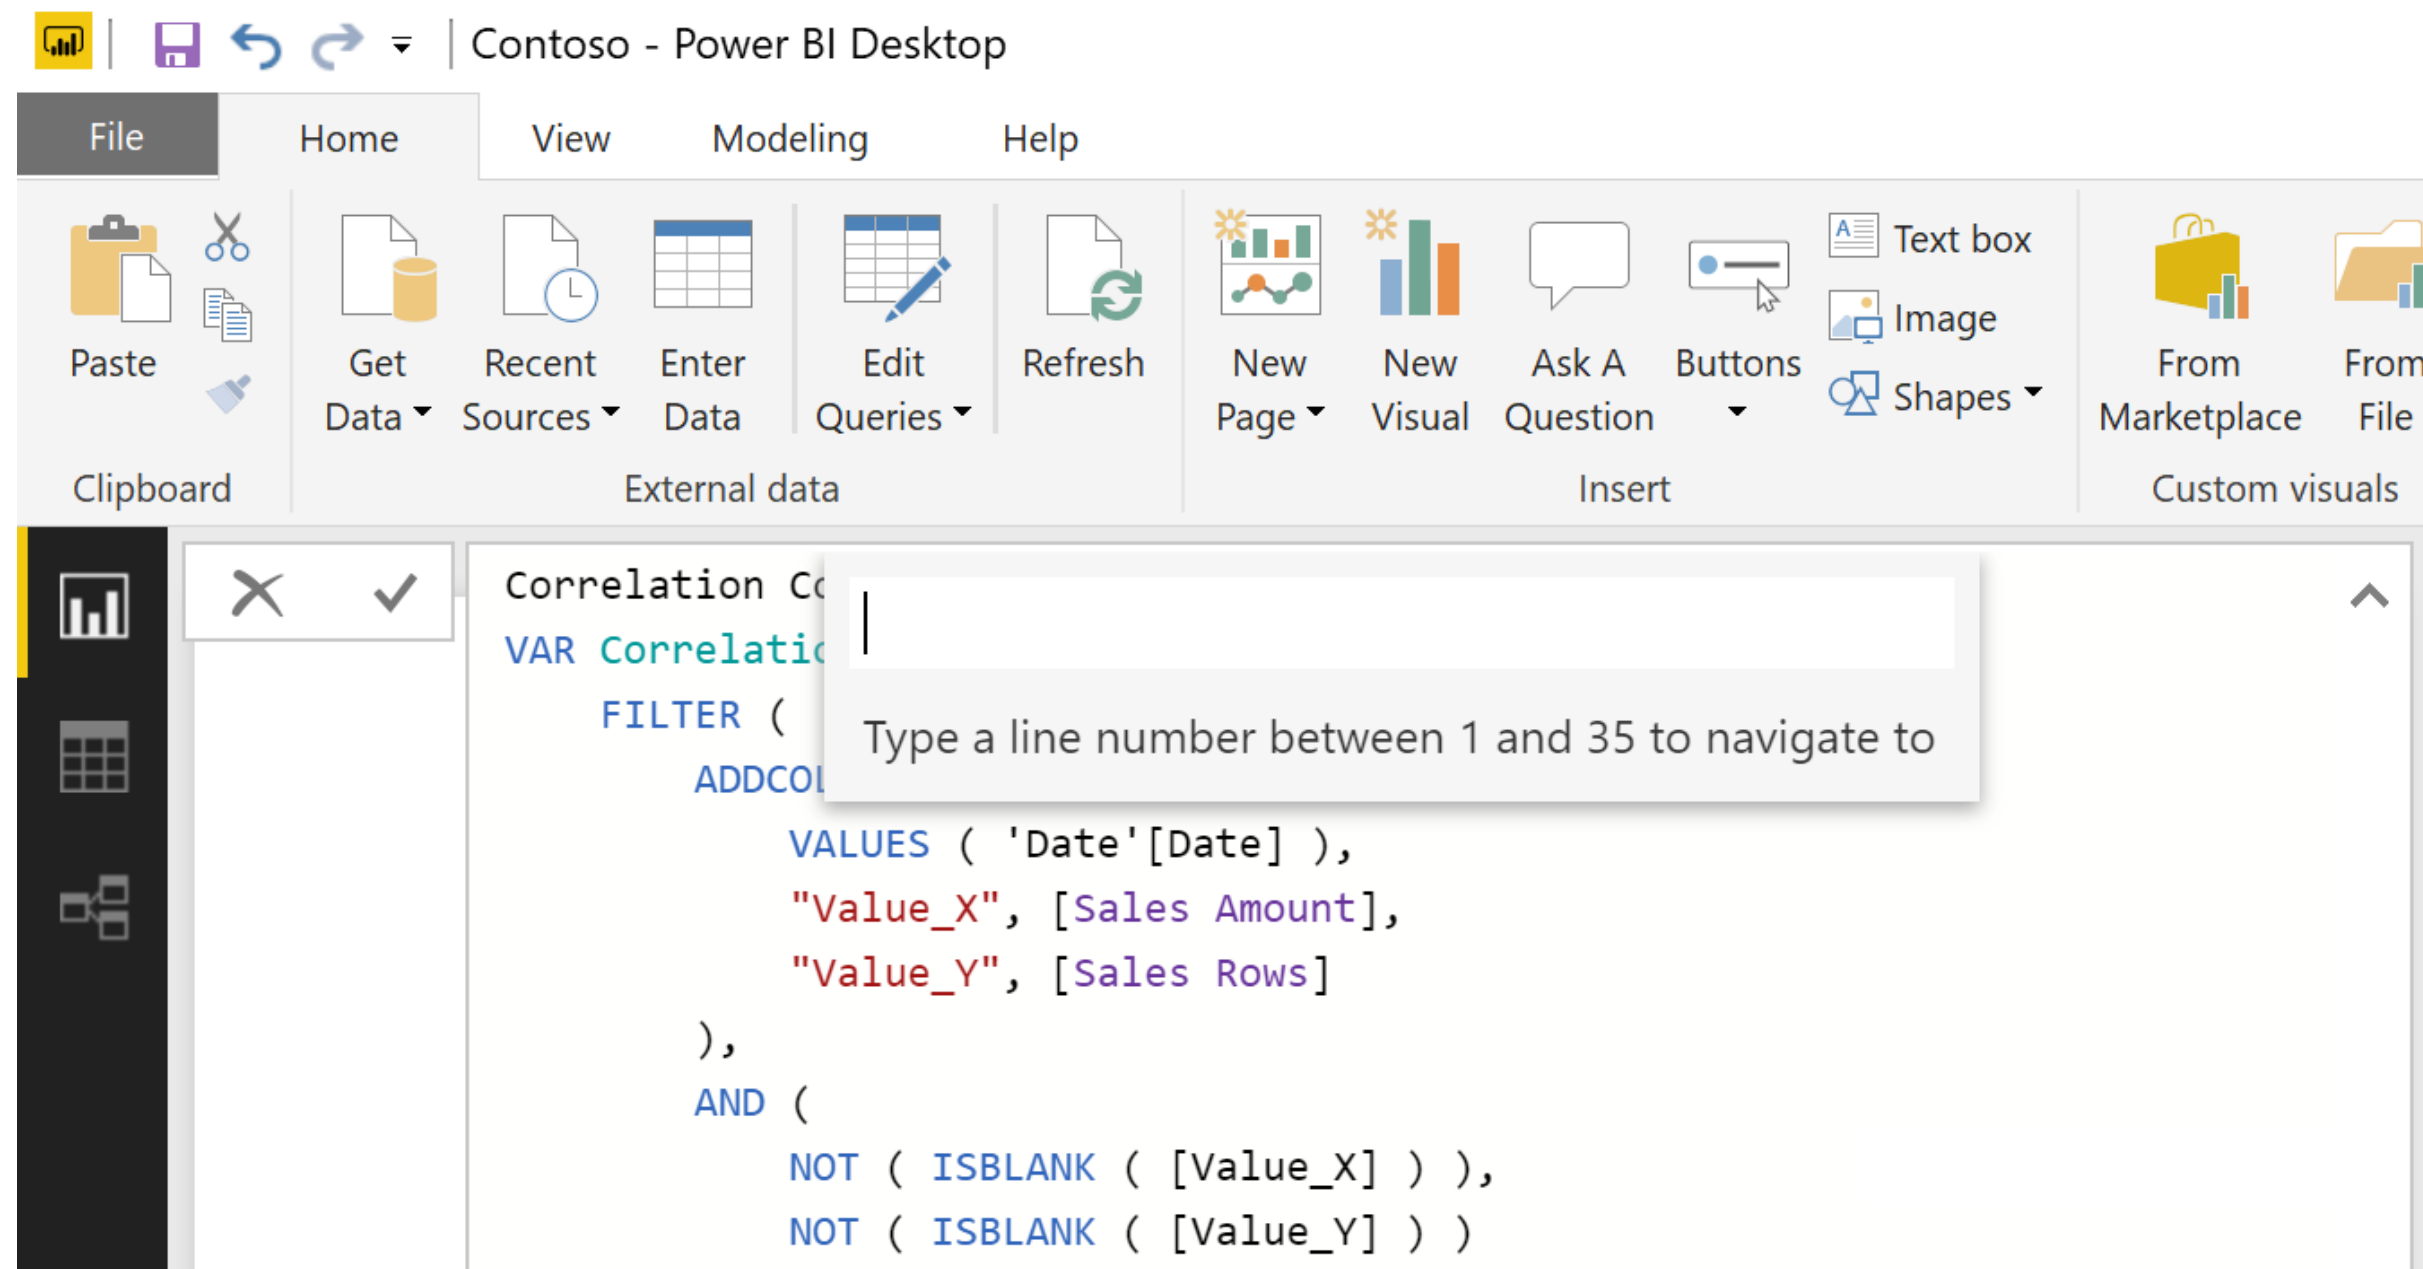 Contoso - Power BI Desktop
File Home View Modeling Help
Paste
Get Data
Recent Sources
Enter Data
Edit Queries
Refresh
New Page
New Visual
Ask A Question
Buttons
Text box
Image
Shapes
From Marketplace
From File
Clipboard External data Insert Custom visuals
Correlation
VAR
FILTER (
Type a line number between 1 and 35 to navigate to
VALUES ( 'Date'[Date] ),
"Value_X", [Sales Amount],
"Value_Y", [Sales Rows]
),
AND (
NOT ( ISBLANK ( [Value_X] ) ),
NOT ( ISBLANK ( [Value_Y] ) )